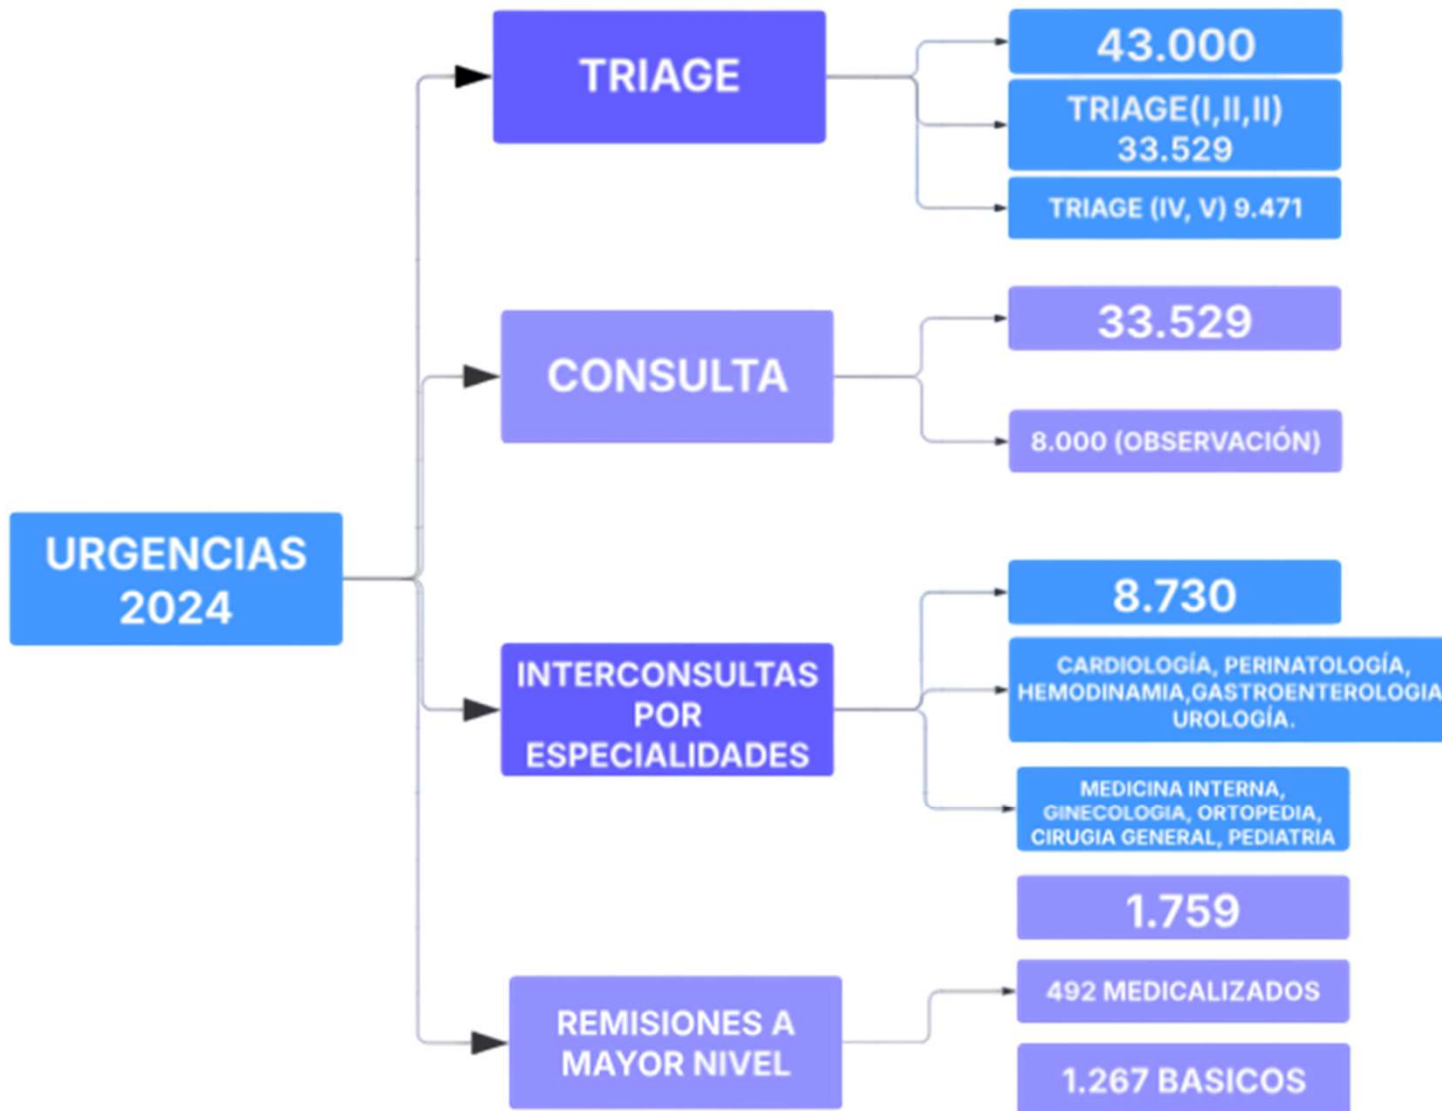 URGENCIAS
2024
TRIAGE
43.000
TRIAGE(I,II,II)
33.529
TRIAGE (IV, V) 9.471
CONSULTA
33.529
8.000 (OBSERVACIÓN)
INTERCONSULTAS
POR
ESPECIALIDADES
8.730
CARDIOLOGÍA, PERINATOLOGÍA,
HEMODINAMIA,GASTROENTEROLOGIA
UROLOGÍA.
MEDICINA INTERNA,
GINECOLOGIA, ORTOPEDIA,
CIRUGIA GENERAL, PEDIATRIA
REMISIONES A
MAYOR NIVEL
1.759
492 MEDICALIZADOS
1.267 BASICOS